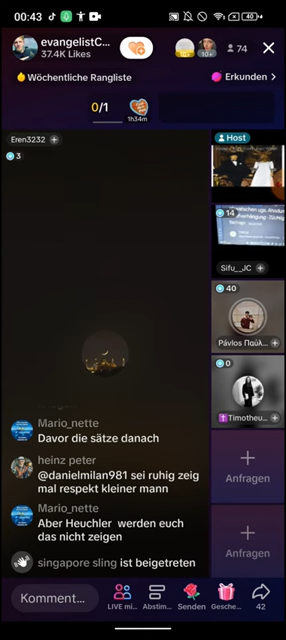 00:43
40
evangelistC...
37.4K Likes
10+
74
Wöchentliche Rangliste
Erkunden >
0/1
1h34m
Eren3232 +
3
Host
14
Sifu__JC +
40
Pávlos Παύλ... +
0
Timotheu... +
Mario_nette
Davor die sätze danach
heinz peter
@danielmilan981 sei ruhig zeig
mal respekt kleiner mann
Mario_nette
Aber Heuchler werden euch
das nicht zeigen
singapore sling ist beigetreten
+
Anfragen
+
Anfragen
Komment...
LIVE mi...
Abstim...
Senden
Gesche...
42